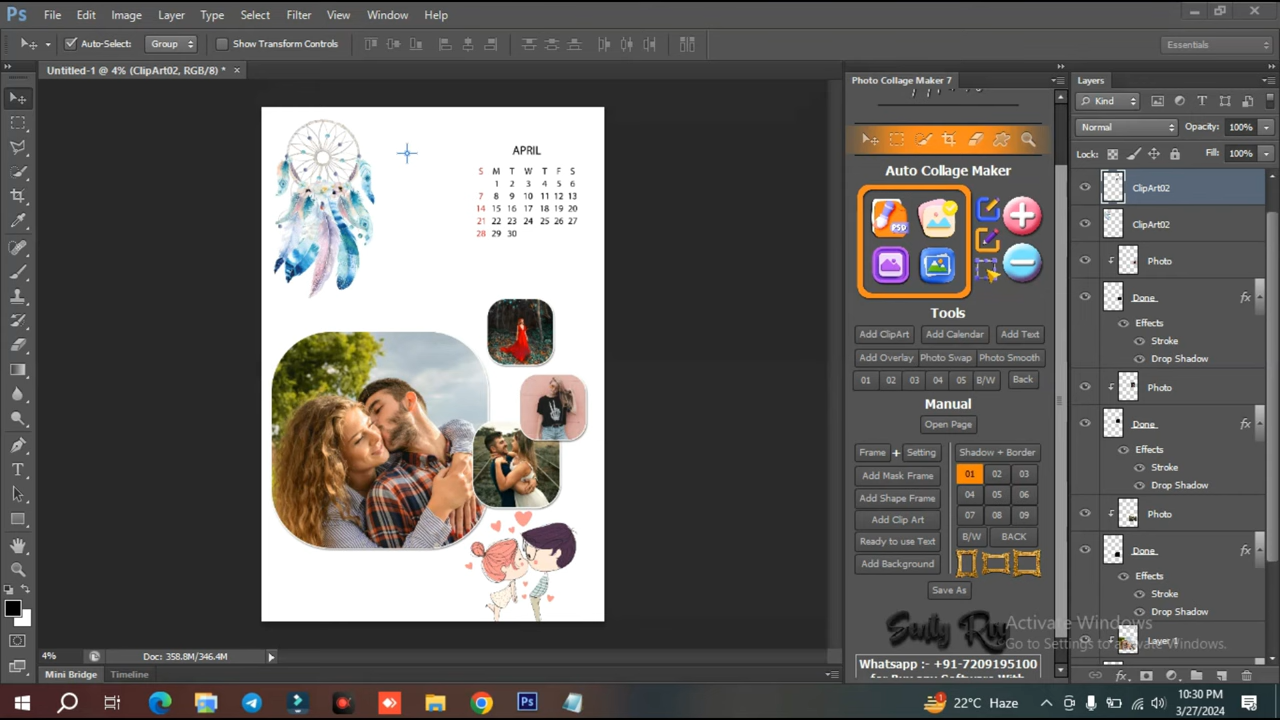 Ps File Edit Image Layer Type Select Filter View Window Help
Auto-Select: Group Show Transform Controls Essentials
Untitled-1 @ 4% (ClipArt02, RGB/8) * ×
Photo Collage Maker 7
Layers
Kind
Normal Opacity: 100%
Lock: Fill: 100%
APRIL
S M T W T F S
1 2 3 4 5 6
7 8 9 10 11 12 13
14 15 16 17 18 19 20
21 22 23 24 25 26 27
28 29 30
Auto Collage Maker
PSD
Tools
Add ClipArt Add Calendar Add Text
Add Overlay Photo Swap Photo Smooth
01 02 03 04 05 B/W Back
Manual
Open Page
Frame + Setting Shadow + Border
Add Mask Frame 01 02 03
Add Shape Frame 04 05 06
Add Clip Art 07 08 09
Ready to use Text B/W BACK
Add Background
Save As
Whatsapp :- +91-7209195100
for Buy any Software With
ClipArt02
ClipArt02
Photo
Done fx
Effects
Stroke
Drop Shadow
Photo
Done fx
Effects
Stroke
Drop Shadow
Photo
Done fx
Effects
Stroke
Drop Shadow
Layer 1
Activate Windows
Go to Settings to activate Windows.
4% Doc: 358.8M/346.4M
Mini Bridge Timeline
22°C Haze
10:30 PM
3/27/2024